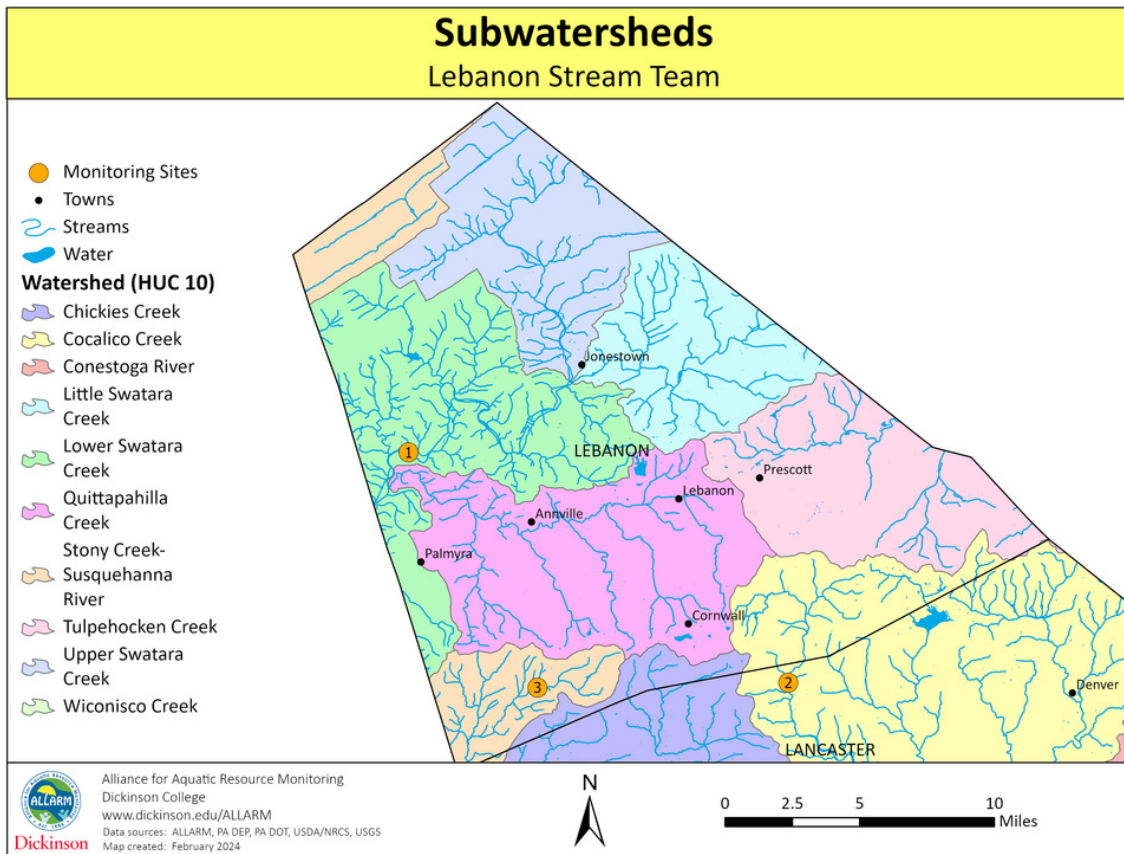 Subwatersheds
Lebanon Stream Team
Monitoring Sites
Towns
Streams
Water
Watershed (HUC 10)
Chickies Creek
Cocalico Creek
Conestoga River
Little Swatara
Creek
Lower Swatara
Creek
Quittapahilla
Creek
Stony Creek-
Susquehanna
River
Tulpehocken Creek
Upper Swatara
Creek
Wiconisco Creek
Jonestown
1
LEBANON
Prescott
Lebanon
Annville
Palmyra
Cornwall
3
2
Denver
LANCASTER
ALLARM
Dickinson
Alliance for Aquatic Resource Monitoring
Dickinson College
www.dickinson.edu/ALLARM
Data sources: ALLARM, PA DEP, PA DOT, USDA/NRCS, USGS
Map created: February 2024
N
0 2.5 5 10
Miles